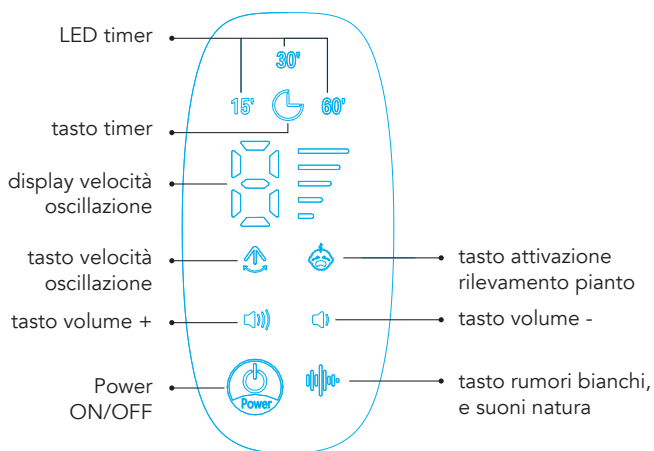 LED timer
30'
15'
60'
tasto timer
display velocità
oscillazione
tasto velocità
oscillazione
tasto attivazione
rilevamento pianto
tasto volume +
tasto volume -
Power
ON/OFF
Power
tasto rumori bianchi,
e suoni natura